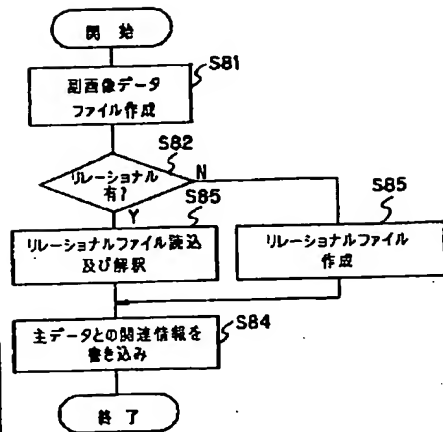 開始
副画像データ
ファイル作成
S81
リレーショナル
有?
S82
N
Y
S85
リレーショナルファイル読込
及び解釈
S85
リレーショナルファイル
作成
主データとの関連情報を
書き込み
S84
終了